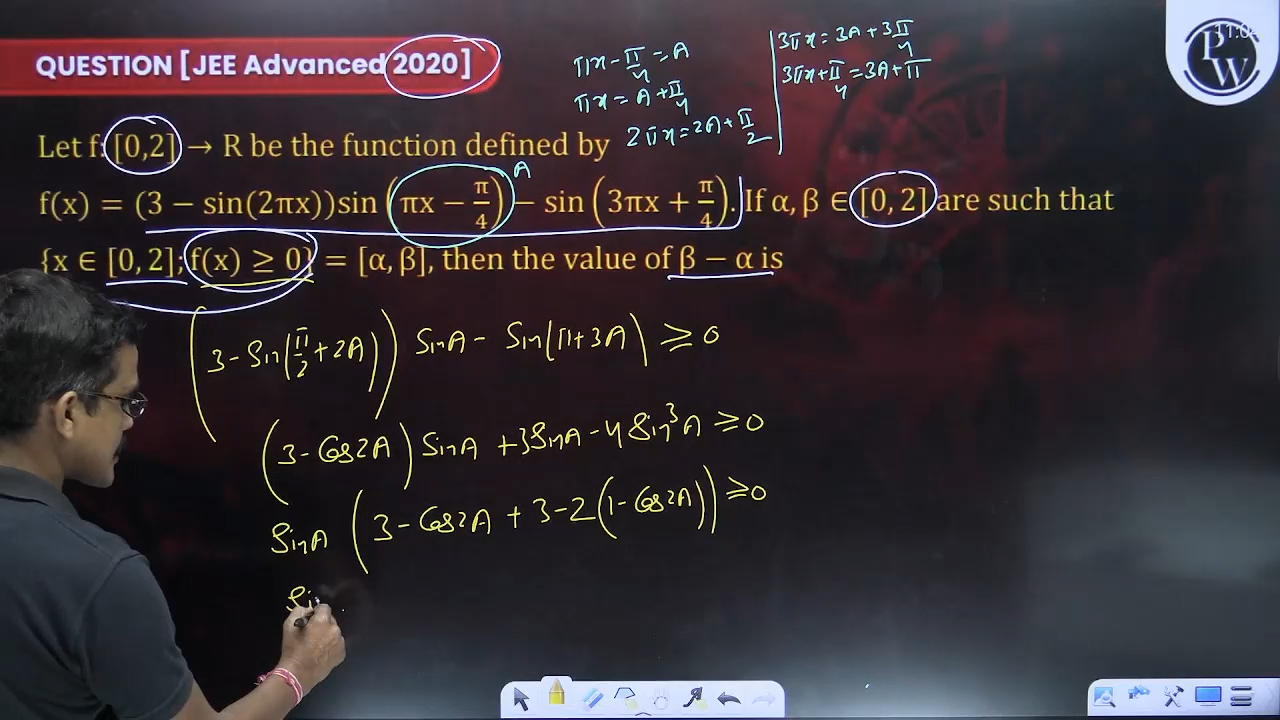 QUESTION [JEE Advanced 2020]
πx - π/4 = A
πx = A + π/4
2πx = 2A + π/2
3πx = 3A + 3π/4
3πx + π/4 = 3A + π
PW
Let f: [0,2] → R be the function defined by
A
f(x) = (3 − sin(2πx))sin (πx − π/4) − sin (3πx + π/4). If α, β ∈ [0, 2] are such that
{x ∈ [0, 2]; f(x) ≥ 0} = [α, β], then the value of β − α is
(3 - Sin(π/2 + 2A)) SinA - Sin(π + 3A) ≥ 0
(3 - Cos2A) SinA + 3SinA - 4Sin³A ≥ 0
SinA (3 - Cos2A + 3 - 2(1 - Cos2A)) ≥ 0
Si